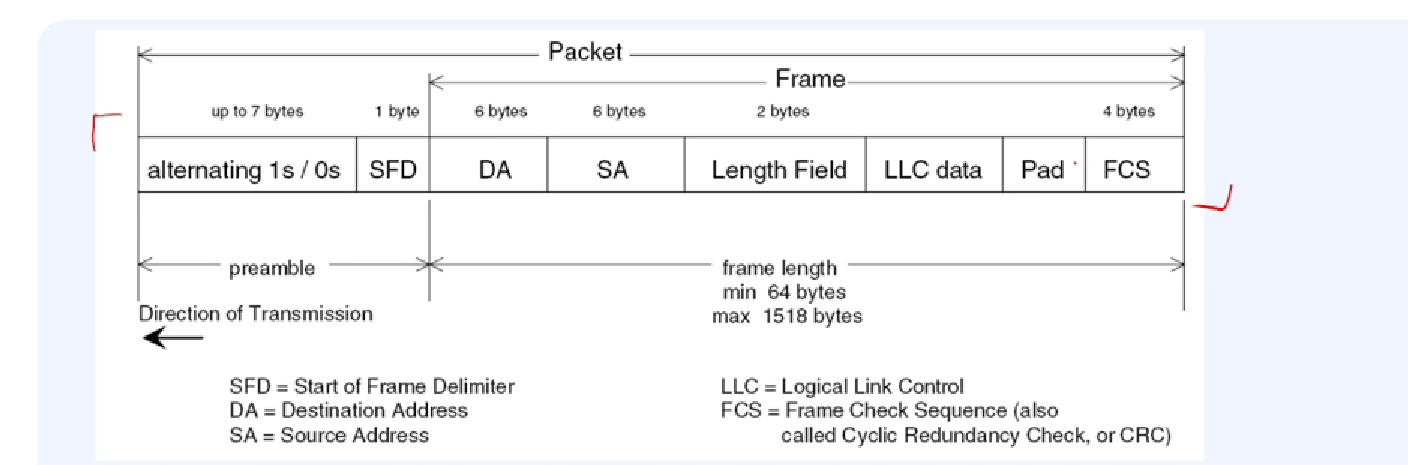 Packet
Frame
up to 7 bytes 1 byte 6 bytes 6 bytes 2 bytes 4 bytes
alternating 1s / 0s SFD DA SA Length Field LLC data Pad FCS
preamble frame length
min 64 bytes
max 1518 bytes
Direction of Transmission
SFD = Start of Frame Delimiter
DA = Destination Address
SA = Source Address
LLC = Logical Link Control
FCS = Frame Check Sequence (also
called Cyclic Redundancy Check, or CRC)